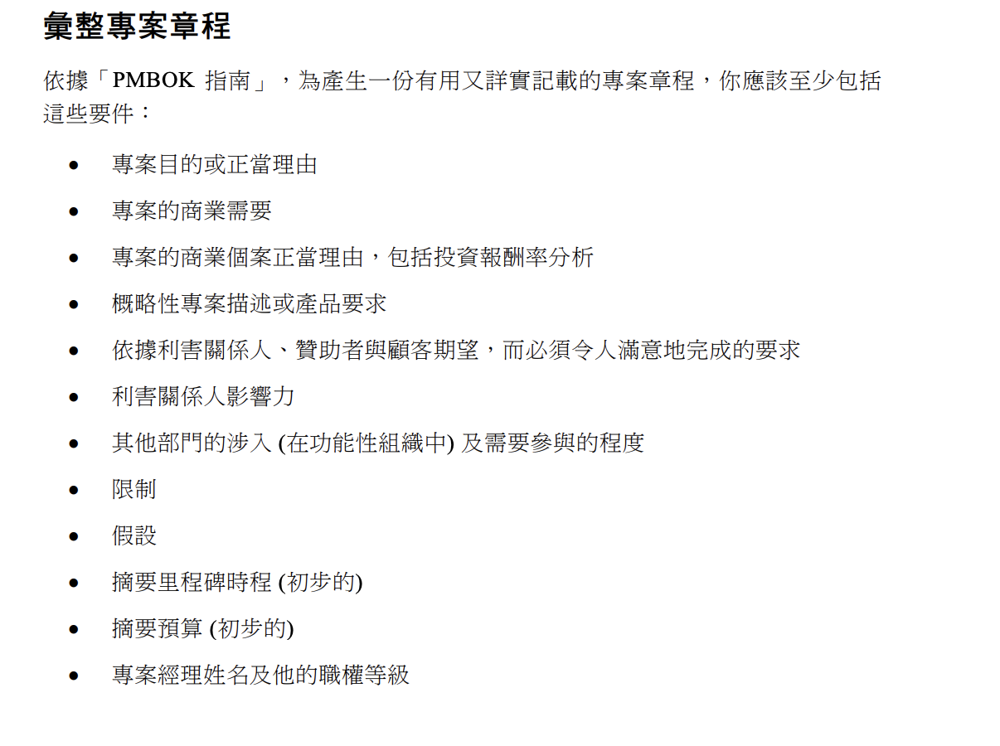 彙整專案章程
依據「PMBOK 指南」，為產生一份有用又詳實記載的專案章程，你應該至少包括
這些要件：
• 專案目的或正當理由
• 專案的商業需要
• 專案的商業個案正當理由，包括投資報酬率分析
• 概略性專案描述或產品要求
• 依據利害關係人、贊助者與顧客期望，而必須令人滿意地完成的要求
• 利害關係人影響力
• 其他部門的涉入 (在功能性組織中) 及需要參與的程度
• 限制
• 假設
• 摘要里程碑時程 (初步的)
• 摘要預算 (初步的)
• 專案經理姓名及他的職權等級